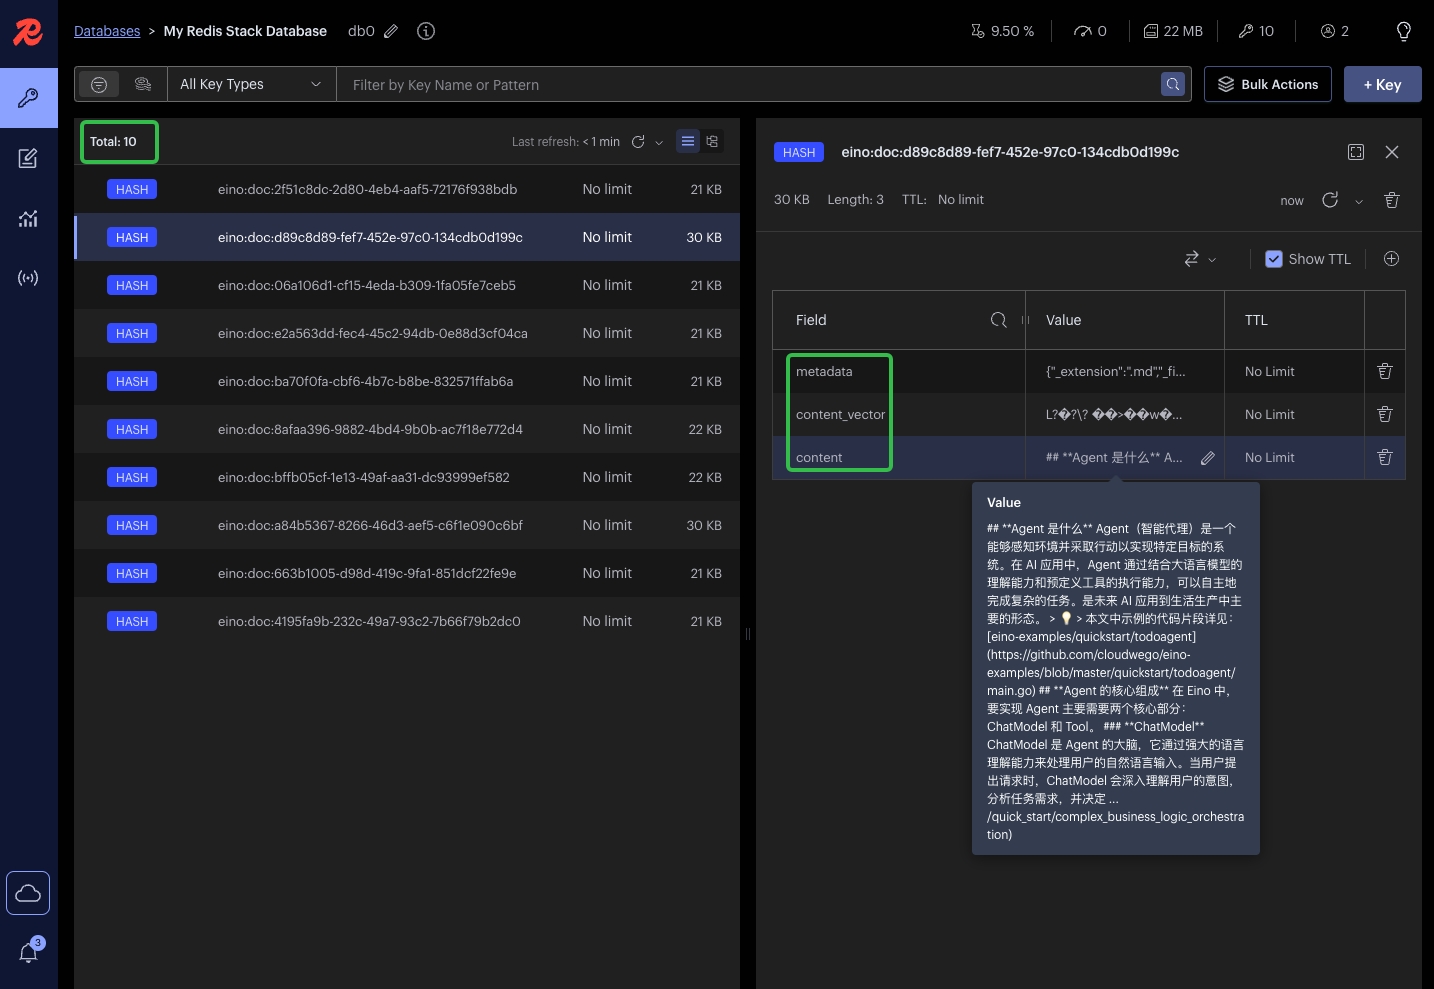 Databases > My Redis Stack Database db0
9.50 % 0 22 MB 10 2
All Key Types Filter by Key Name or Pattern
Bulk Actions
+ Key
Total: 10
Last refresh: < 1 min
HASH eino:doc:2f51c8dc-2d80-4eb4-aaf5-72176f938bdb No limit 21 KB
HASH eino:doc:d89c8d89-fef7-452e-97c0-134cdb0d199c No limit 30 KB
HASH eino:doc:06a106d1-cf15-4eda-b309-1fa05fe7ceb5 No limit 21 KB
HASH eino:doc:e2a563dd-fec4-45c2-94db-0e88d3cf04ca No limit 21 KB
HASH eino:doc:ba70f0fa-cbf6-4b7c-b8be-832571ffab6a No limit 21 KB
HASH eino:doc:8afaa396-9882-4bd4-9b0b-ac7f18e772d4 No limit 22 KB
HASH eino:doc:bffb05cf-1e13-49af-aa31-dc93999ef582 No limit 22 KB
HASH eino:doc:a84b5367-8266-46d3-aef5-c6f1e090c6bf No limit 30 KB
HASH eino:doc:663b1005-d98d-419c-9fa1-851dcf22fe9e No limit 21 KB
HASH eino:doc:4195fa9b-232c-49a7-93c2-7b66f79b2dc0 No limit 21 KB
3
HASH eino:doc:d89c8d89-fef7-452e-97c0-134cdb0d199c
30 KB Length: 3 TTL: No limit
now
Show TTL
Field Value TTL
metadata {"_extension":".md","_fi... No Limit
content_vector L?�?\? ��>��w�... No Limit
content ## **Agent 是什么** A... No Limit
Value
## **Agent 是什么** Agent（智能代理）是一个
能够感知环境并采取行动以实现特定目标的系
统。在 AI 应用中，Agent 通过结合大语言模型的
理解能力和预定义工具的执行能力，可以自主地
完成复杂的任务。是未来 AI 应用到生活生产中主
要的形态。 > 💡 > 本文中示例的代码片段详见：
[eino-examples/quickstart/todoagent]
(https://github.com/cloudwego/eino-
examples/blob/master/quickstart/todoagent/
main.go) ## **Agent 的核心组成** 在 Eino 中，
要实现 Agent 主要需要两个核心部分：
ChatModel 和 Tool。 ### **ChatModel**
ChatModel 是 Agent 的大脑，它通过强大的语言
理解能力来处理用户的自然语言输入。当用户提
出请求时，ChatModel 会深入理解用户的意图，
分析任务需求，并决定 ...
/quick_start/complex_business_logic_orchestra
tion)